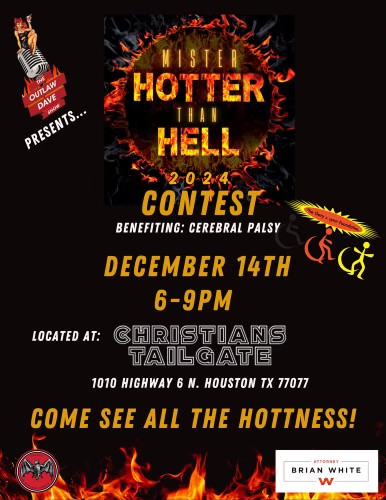 THE
OUTLAW
DAVE
SHOW
PRESENTS...
MISTER
HOTTER
THAN
HELL
2024
CONTEST
BENEFITING: CEREBRAL PALSY
DECEMBER 14TH
6-9PM
LOCATED AT: CHRISTIANS
TAILGATE
1010 HIGHWAY 6 N. HOUSTON TX 77077
COME SEE ALL THE HOTTNESS!
ATTORNEY
BRIAN WHITE
W